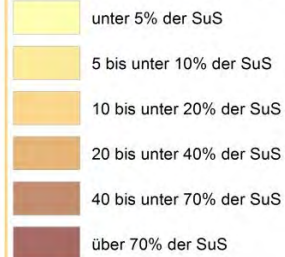 unter 5% der SuS
5 bis unter 10% der SuS
10 bis unter 20% der SuS
20 bis unter 40% der SuS
40 bis unter 70% der SuS
über 70% der SuS